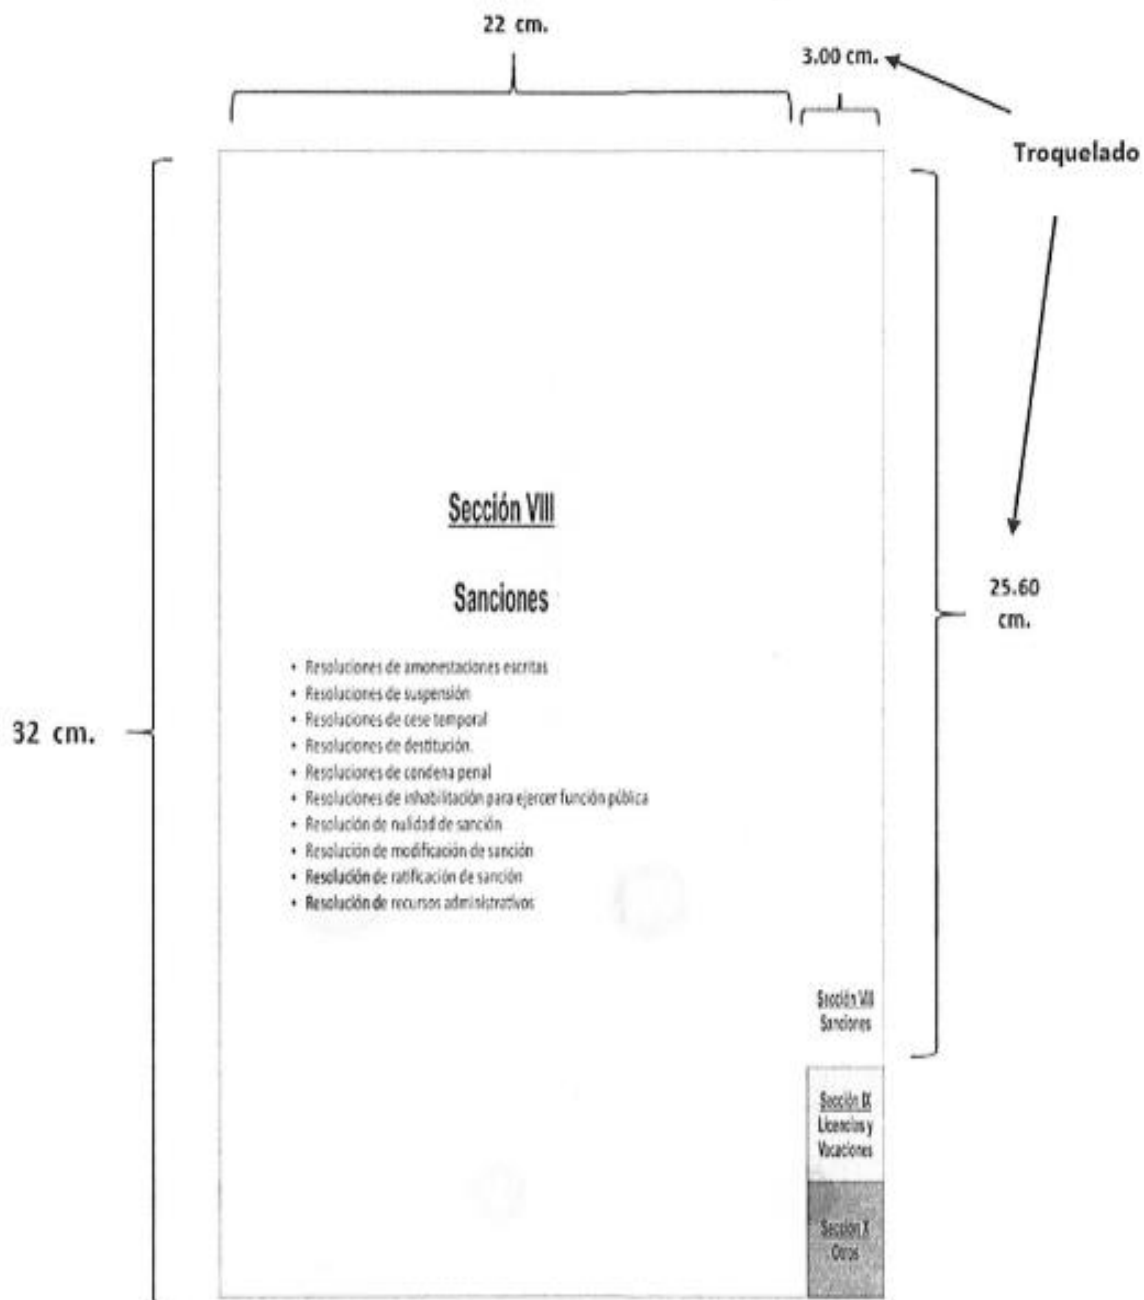 22 cm.
3.00 cm.
Troquelado
Sección VIII
Sanciones
• Resoluciones de amonestaciones escritas
• Resoluciones de suspensión
• Resoluciones de cese temporal
• Resoluciones de destitución.
• Resoluciones de condena penal
• Resoluciones de inhabilitación para ejercer función pública
• Resolución de nulidad de sanción
• Resolución de modificación de sanción
• Resolución de ratificación de sanción
• Resolución de recursos administrativos
25.60
cm.
32 cm.
Sección VIII
Sanciones
Sección IX
Licencias y
Vacaciones
Sección X
Otros